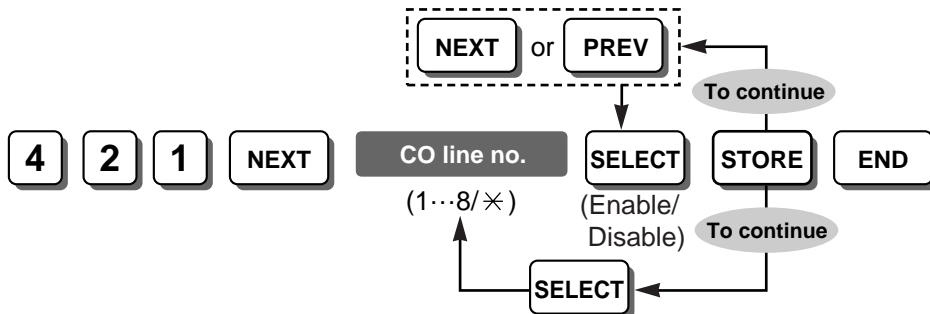 NEXT or PREV
To continue
4 2 1 NEXT CO line no. SELECT STORE END
(1···8/✳)
(Enable/
Disable)
To continue
SELECT